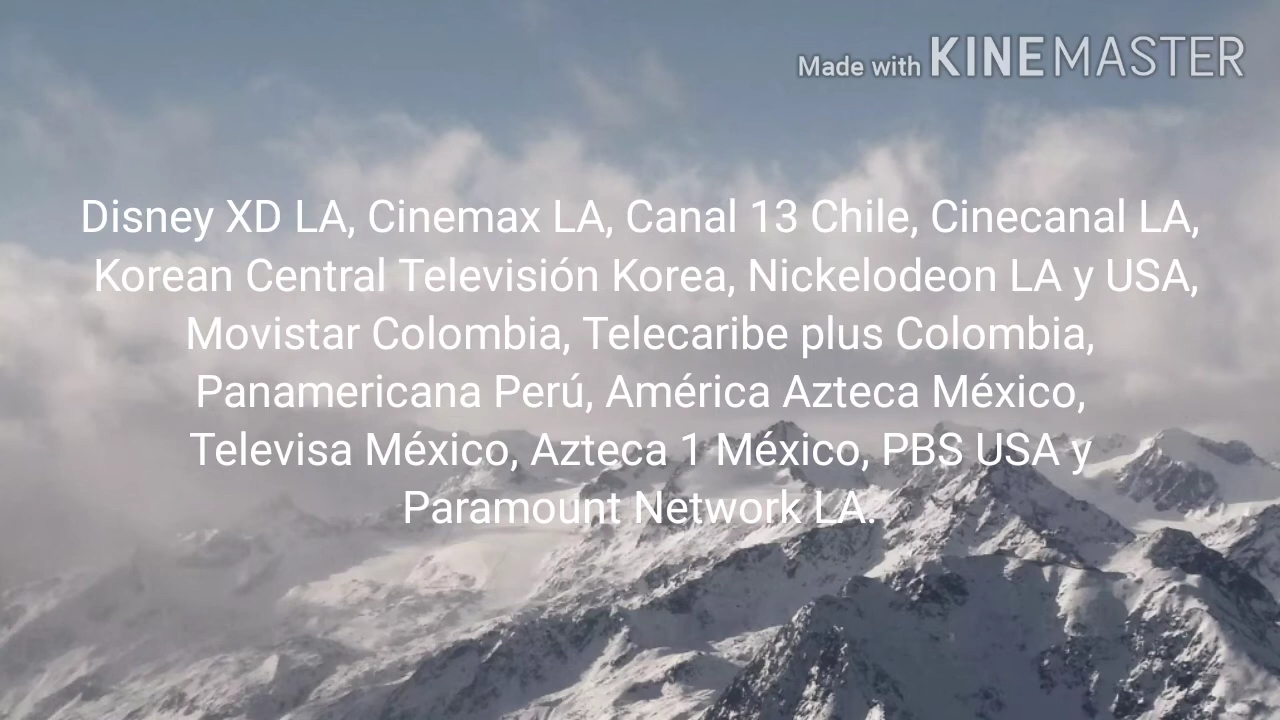 Made with KINEMASTER
Disney XD LA, Cinemax LA, Canal 13 Chile, Cinecanal LA,
Korean Central Televisión Korea, Nickelodeon LA y USA,
Movistar Colombia, Telecaribe plus Colombia,
Panamericana Perú, América Azteca México,
Televisa México, Azteca 1 México, PBS USA y
Paramount Network LA.